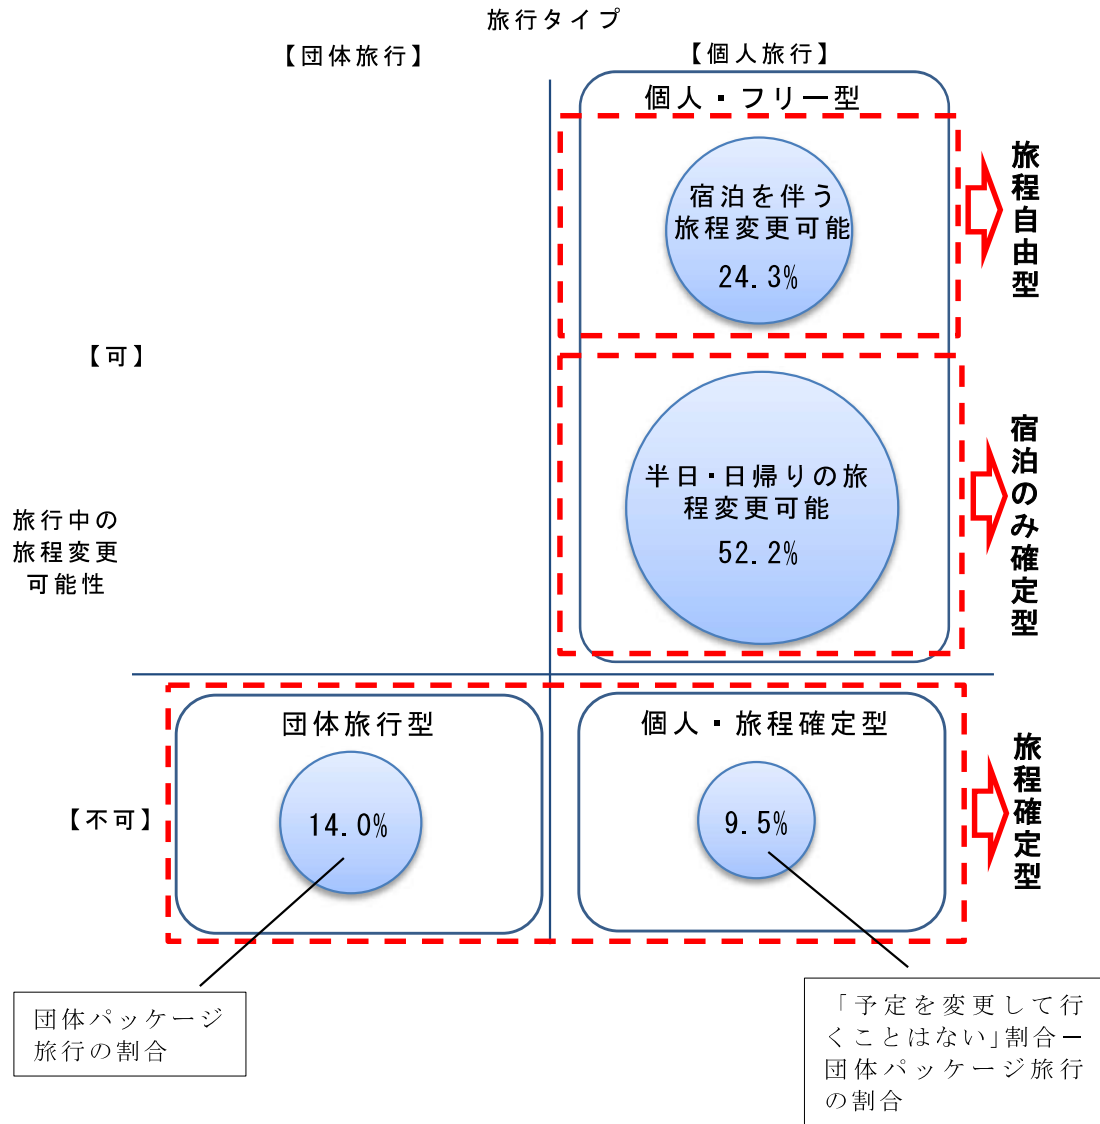 旅行タイプ
【団体旅行】
【個人旅行】
個人・フリー型
宿泊を伴う
旅程変更可能
24.3%
旅程自由型
【可】
半日・日帰りの旅
程変更可能
52.2%
宿泊のみ確定型
旅行中の
旅程変更
可能性
団体旅行型
個人・旅程確定型
【不可】
14.0%
9.5%
旅程確定型
団体パッケージ
旅行の割合
「予定を変更して行
くことはない」割合－
団体パッケージ旅行
の割合